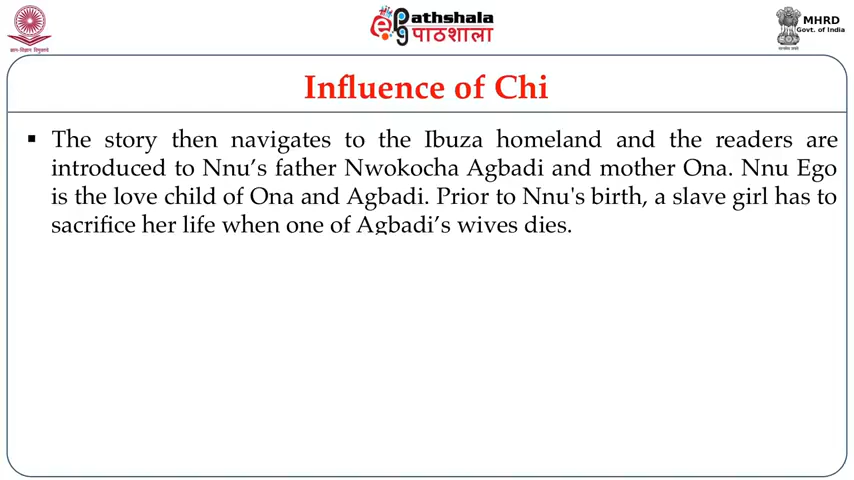 ePathshala
पाठशाला
MHRD
Govt. of India
Influence of Chi
▪ The story then navigates to the Ibuza homeland and the readers are
introduced to Nnu’s father Nwokocha Agbadi and mother Ona. Nnu Ego
is the love child of Ona and Agbadi. Prior to Nnu's birth, a slave girl has to
sacrifice her life when one of Agbadi’s wives dies.